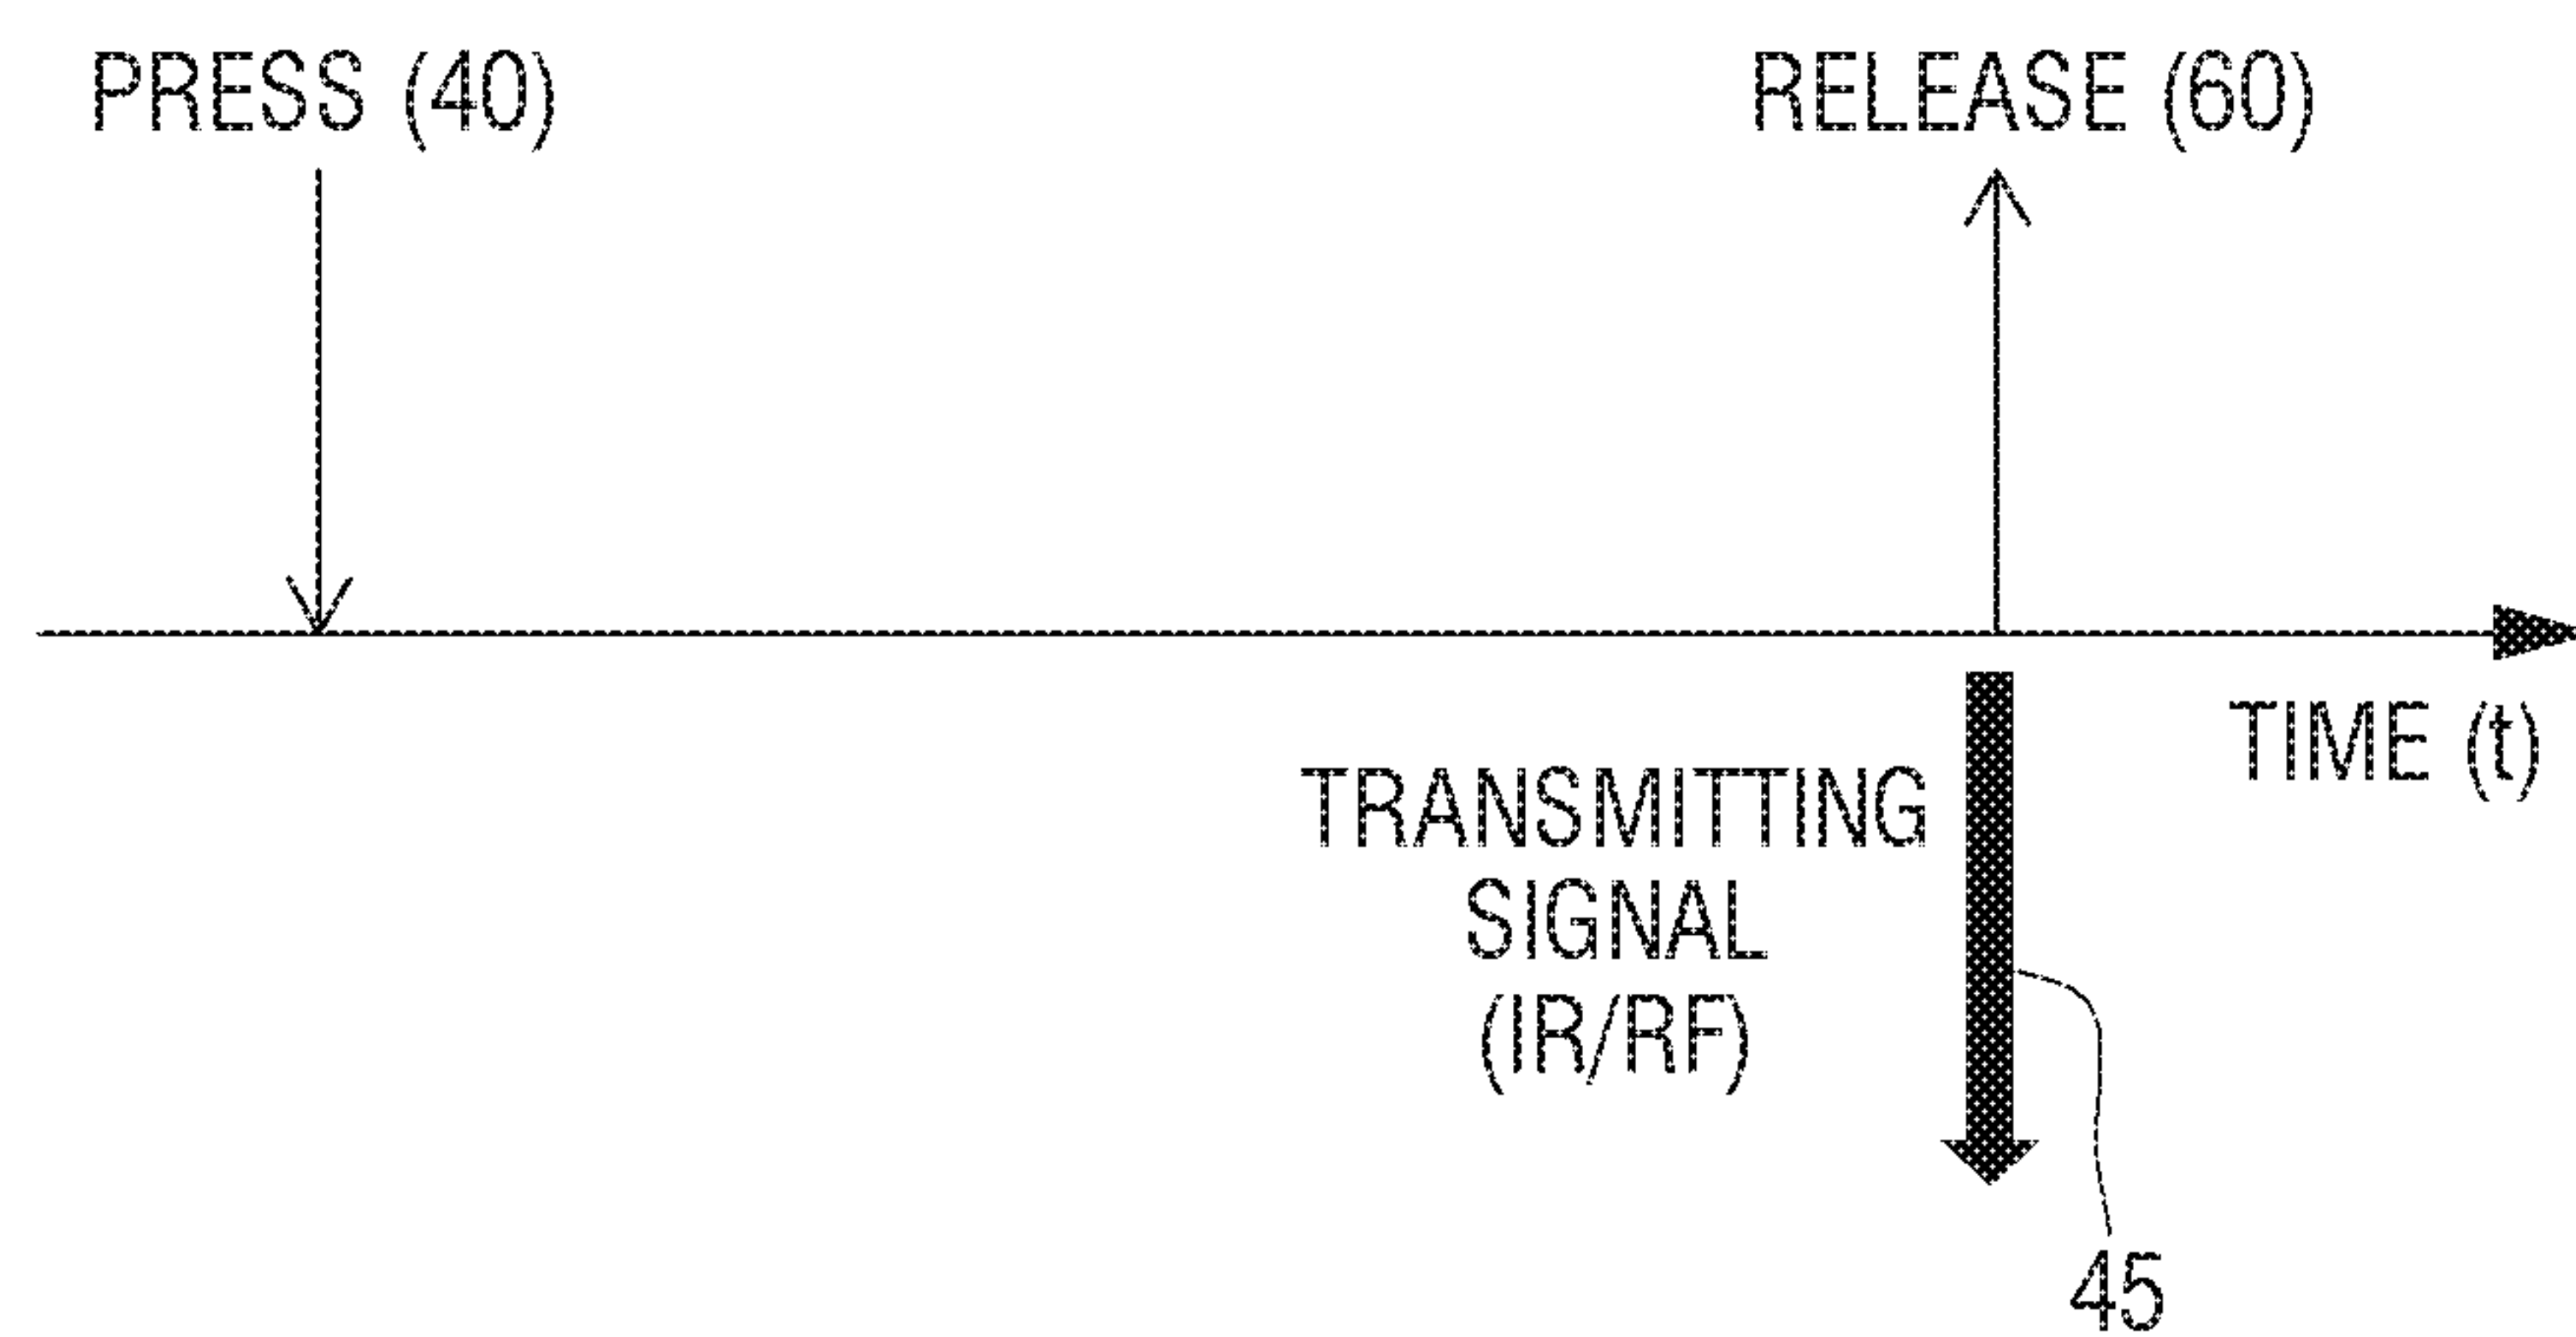 PRESS (40)
RELEASE (60)
TIME (t)
TRANSMITTING
SIGNAL
(IR/RF)
45